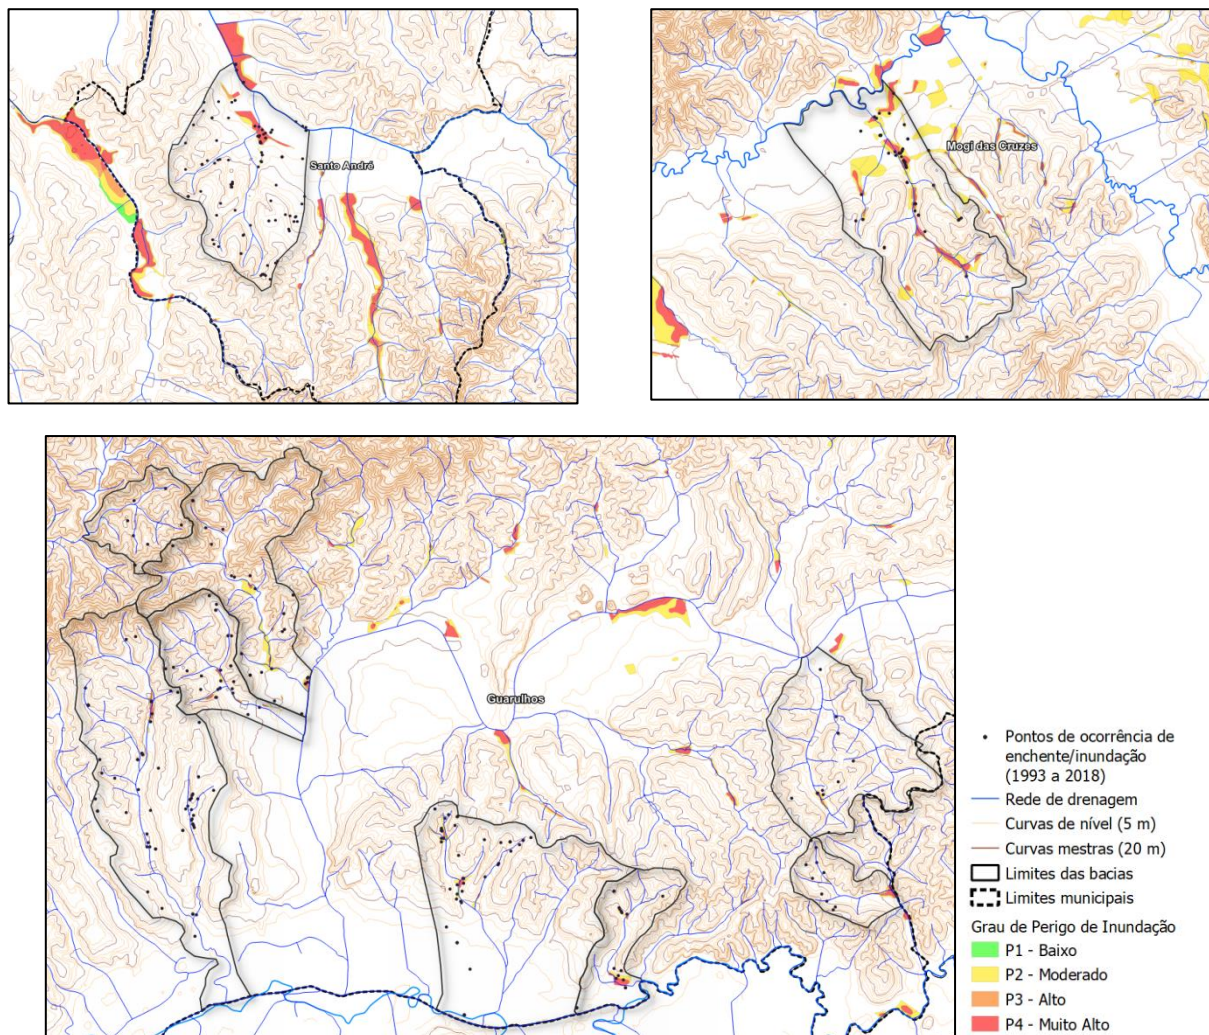 Santo André
Mogi das Cruzes
Guarulhos
Pontos de ocorrência de
enchente/inundação
(1993 a 2018)
Rede de drenagem
Curvas de nível (5 m)
Curvas mestras (20 m)
Limites das bacias
Limites municipais
Grau de Perigo de Inundação
P1 - Baixo
P2 - Moderado
P3 - Alto
P4 - Muito Alto